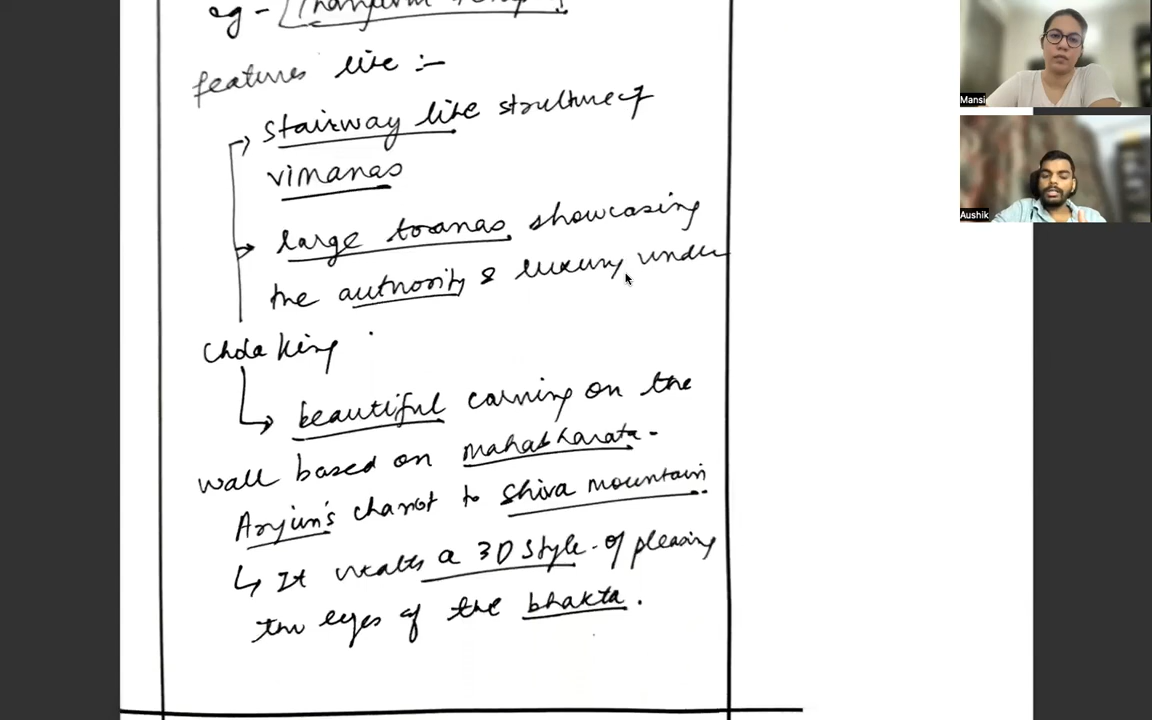 eg -
features like :-
→ stairway like structure of
vimanas
→ large toranas showcasing
the authority & luxury under
Chola King .
↳ beautiful carving on the
wall based on mahabharata -
Arjun's chariot to Shiva mountain
↳ It creates a 3D style - of pleasing
the eyes of the bhakta .
Mansi
Aushik